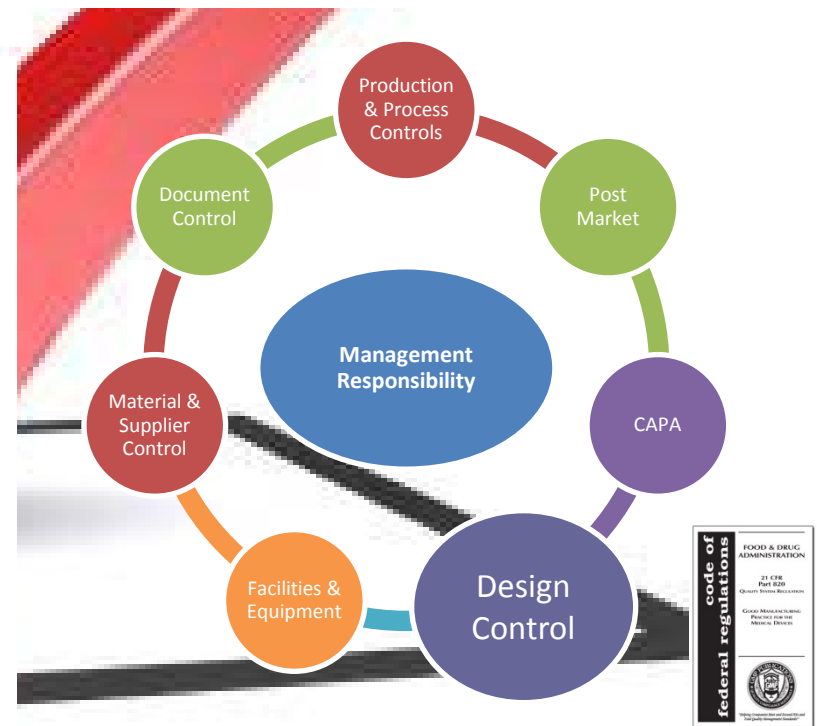 Production
& Process
Controls
Document
Control
Post
Market
Management
Responsibility
Material &
Supplier
Control
CAPA
Facilities &
Equipment
Design
Control
code of
federal regulations
FOOD & DRUG
ADMINISTRATION
21 CFR
Part 820
QUALITY SYSTEM REGULATION
GOOD MANUFACTURING
PRACTICE FOR THE
MEDICAL DEVICES